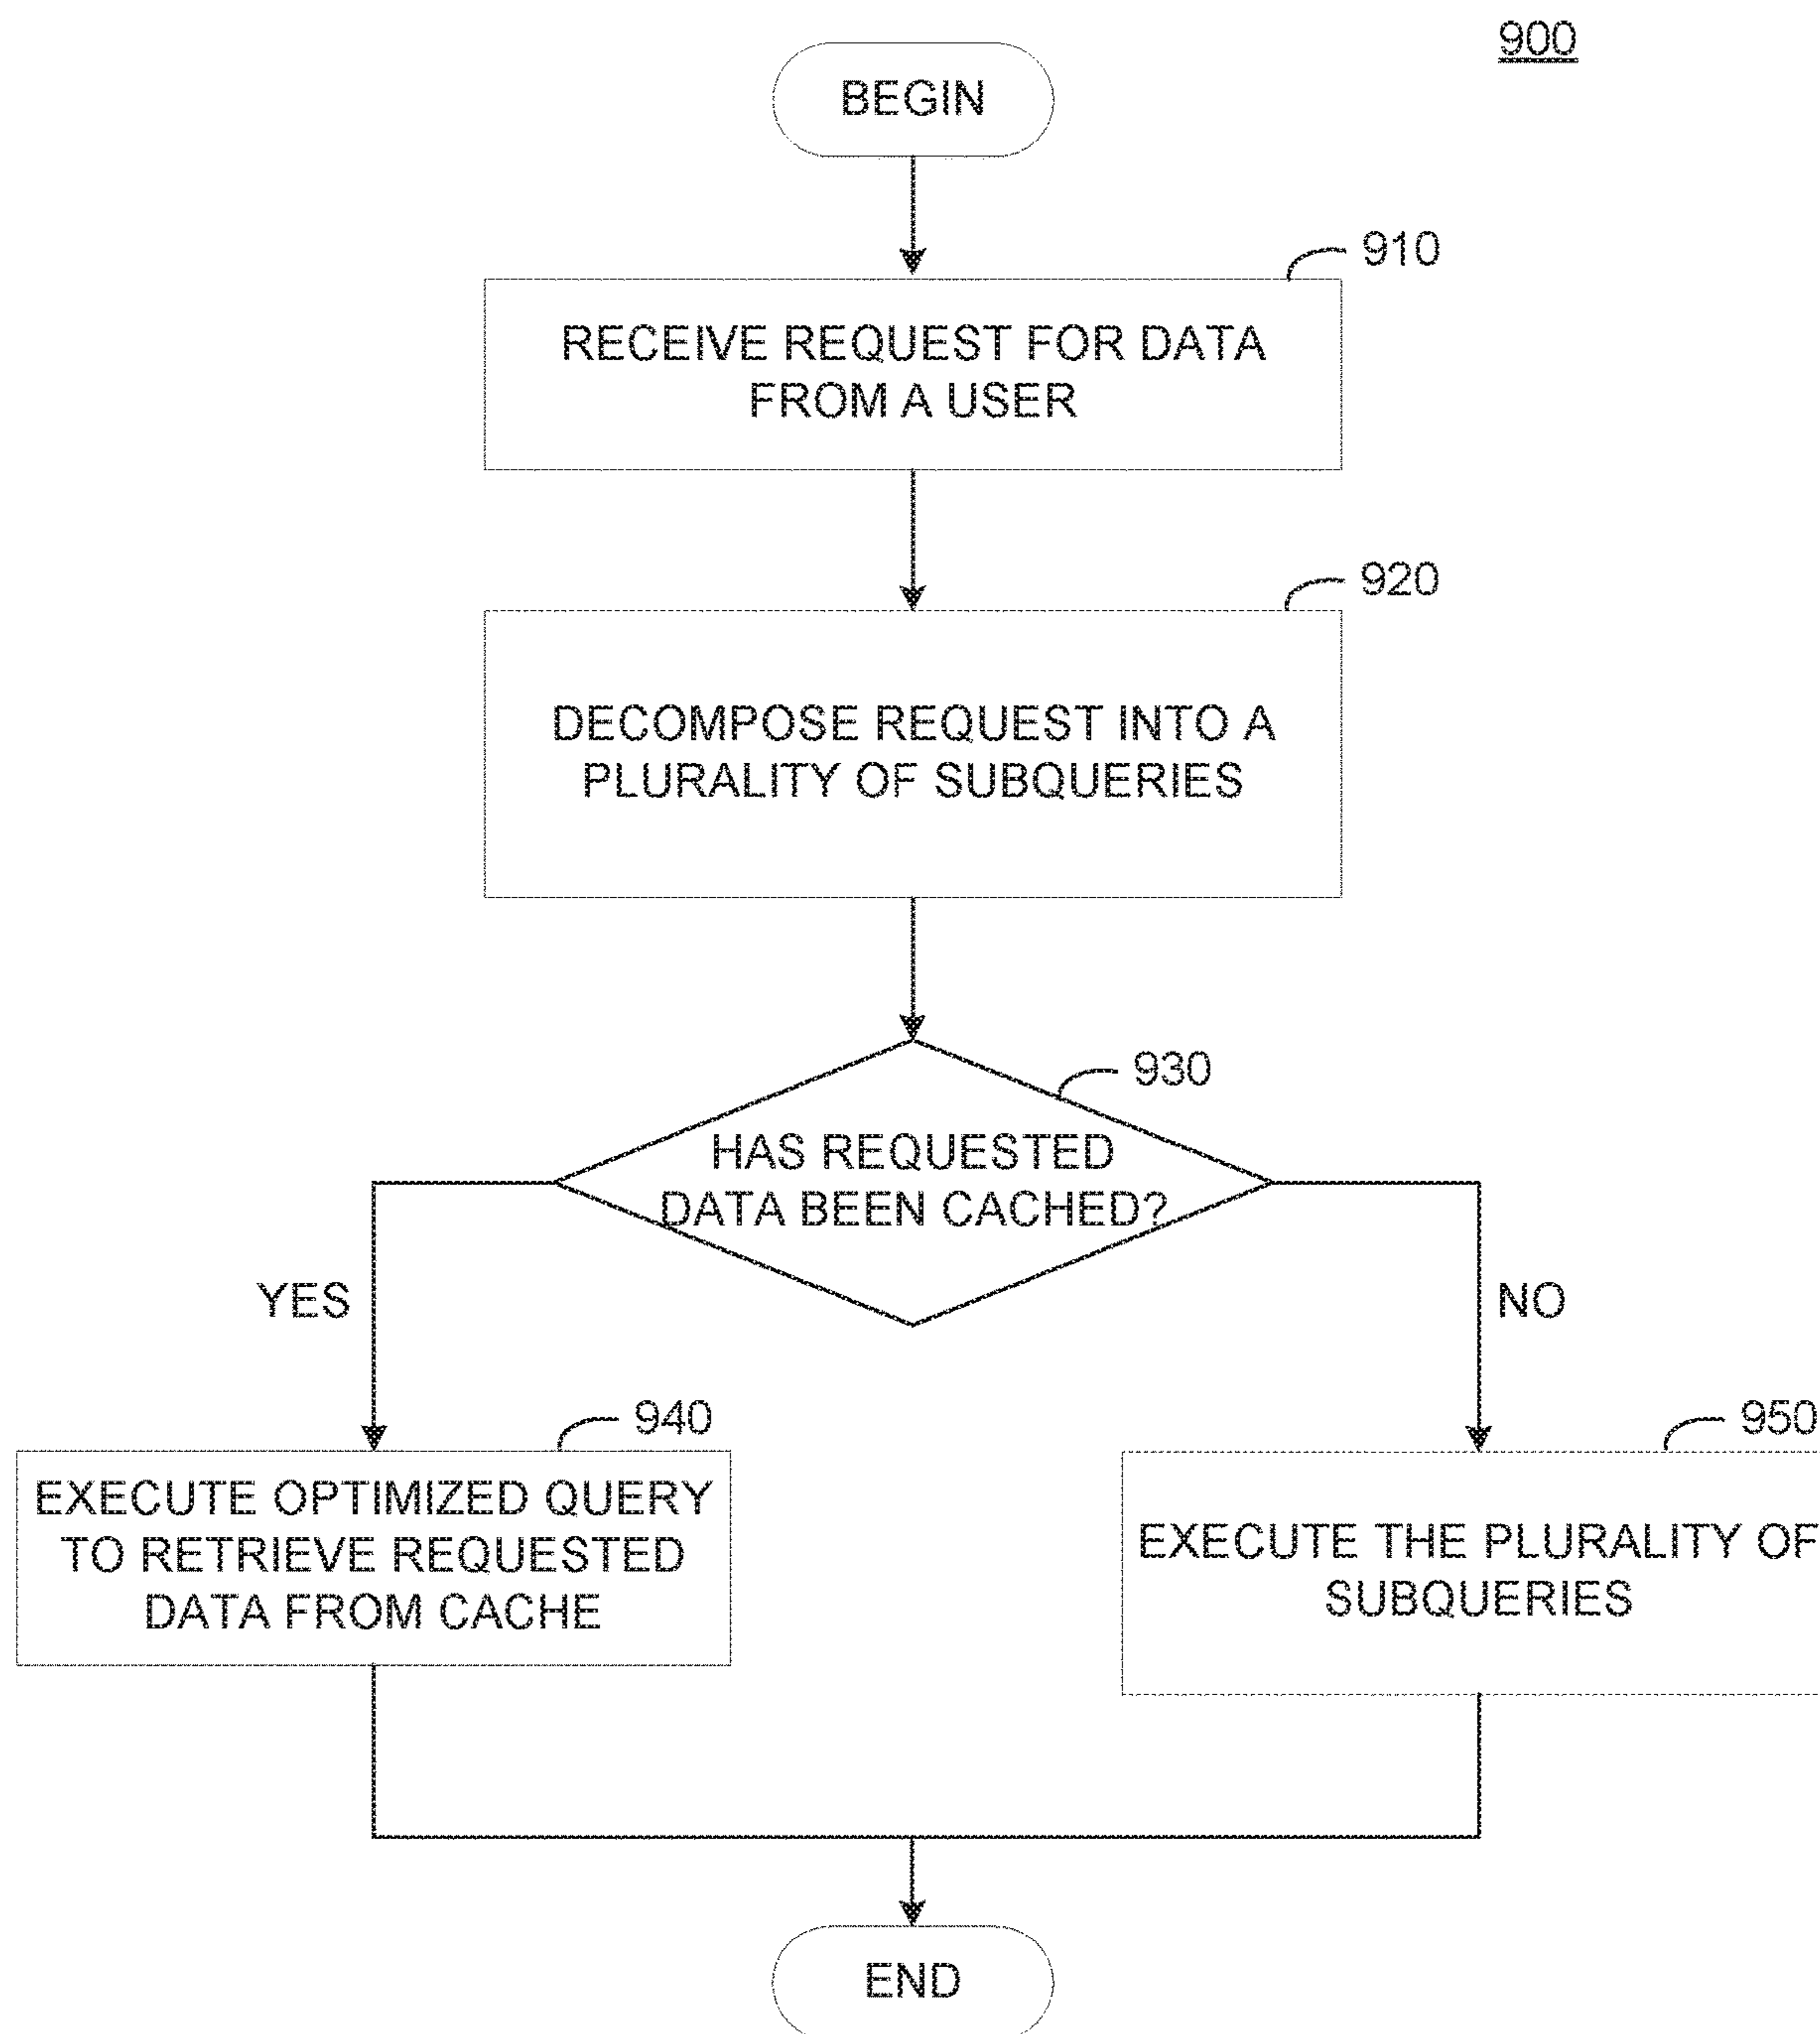 900
BEGIN
910
RECEIVE REQUEST FOR DATA
FROM A USER
920
DECOMPOSE REQUEST INTO A
PLURALITY OF SUBQUERIES
930
HAS REQUESTED
DATA BEEN CACHED?
YES
NO
940
EXECUTE OPTIMIZED QUERY
TO RETRIEVE REQUESTED
DATA FROM CACHE
950
EXECUTE THE PLURALITY OF
SUBQUERIES
END